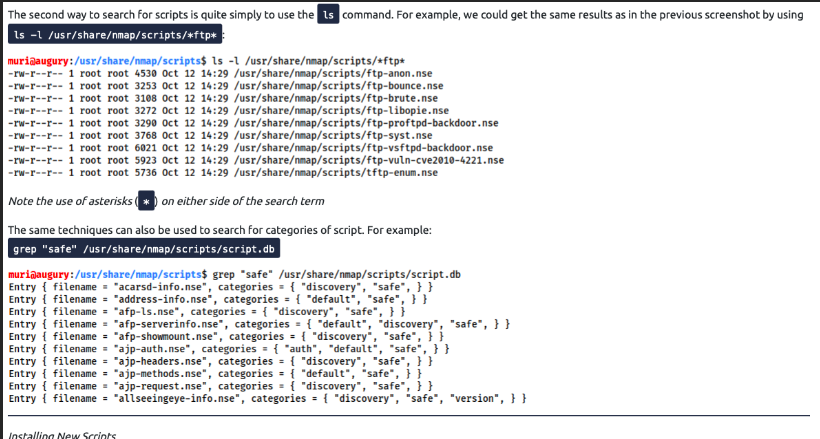 The second way to search for scripts is quite simply to use the ls command. For example, we could get the same results as in the previous screenshot by using
ls -l /usr/share/nmap/scripts/*ftp* :
muri@augury:/usr/share/nmap/scripts$ ls -l /usr/share/nmap/scripts/*ftp*
-rw-r--r-- 1 root root 4530 Oct 12 14:29 /usr/share/nmap/scripts/ftp-anon.nse
-rw-r--r-- 1 root root 3253 Oct 12 14:29 /usr/share/nmap/scripts/ftp-bounce.nse
-rw-r--r-- 1 root root 3108 Oct 12 14:29 /usr/share/nmap/scripts/ftp-brute.nse
-rw-r--r-- 1 root root 3272 Oct 12 14:29 /usr/share/nmap/scripts/ftp-libopie.nse
-rw-r--r-- 1 root root 3290 Oct 12 14:29 /usr/share/nmap/scripts/ftp-proftpd-backdoor.nse
-rw-r--r-- 1 root root 3768 Oct 12 14:29 /usr/share/nmap/scripts/ftp-syst.nse
-rw-r--r-- 1 root root 6021 Oct 12 14:29 /usr/share/nmap/scripts/ftp-vsftpd-backdoor.nse
-rw-r--r-- 1 root root 5923 Oct 12 14:29 /usr/share/nmap/scripts/ftp-vuln-cve2010-4221.nse
-rw-r--r-- 1 root root 5736 Oct 12 14:29 /usr/share/nmap/scripts/tftp-enum.nse
Note the use of asterisks ( * ) on either side of the search term
The same techniques can also be used to search for categories of script. For example:
grep "safe" /usr/share/nmap/scripts/script.db
muri@augury:/usr/share/nmap/scripts$ grep "safe" /usr/share/nmap/scripts/script.db
Entry { filename = "acarsd-info.nse", categories = { "discovery", "safe", } }
Entry { filename = "address-info.nse", categories = { "default", "safe", } }
Entry { filename = "afp-ls.nse", categories = { "discovery", "safe", } }
Entry { filename = "afp-serverinfo.nse", categories = { "default", "discovery", "safe", } }
Entry { filename = "afp-showmount.nse", categories = { "discovery", "safe", } }
Entry { filename = "ajp-auth.nse", categories = { "auth", "default", "safe", } }
Entry { filename = "ajp-headers.nse", categories = { "discovery", "safe", } }
Entry { filename = "ajp-methods.nse", categories = { "default", "safe", } }
Entry { filename = "ajp-request.nse", categories = { "discovery", "safe", } }
Entry { filename = "allseeingeye-info.nse", categories = { "discovery", "safe", "version", } }
Installing New Scripts